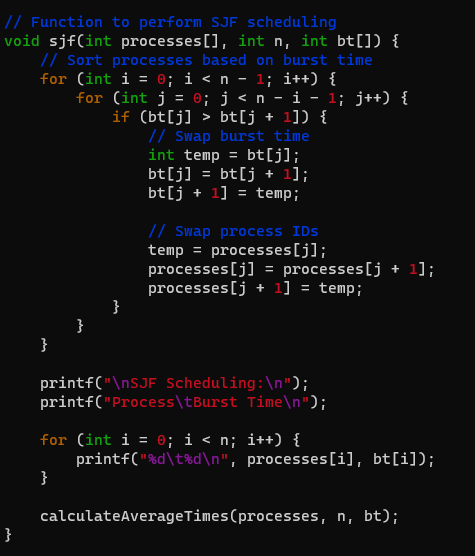 // Function to perform SJF scheduling
void sjf(int processes[], int n, int bt[]) {
    // Sort processes based on burst time
    for (int i = 0; i < n - 1; i++) {
        for (int j = 0; j < n - i - 1; j++) {
            if (bt[j] > bt[j + 1]) {
                // Swap burst time
                int temp = bt[j];
                bt[j] = bt[j + 1];
                bt[j + 1] = temp;

                // Swap process IDs
                temp = processes[j];
                processes[j] = processes[j + 1];
                processes[j + 1] = temp;
            }
        }
    }

    printf("\nSJF Scheduling:\n");
    printf("Process\tBurst Time\n");

    for (int i = 0; i < n; i++) {
        printf("%d\t%d\n", processes[i], bt[i]);
    }

    calculateAverageTimes(processes, n, bt);
}